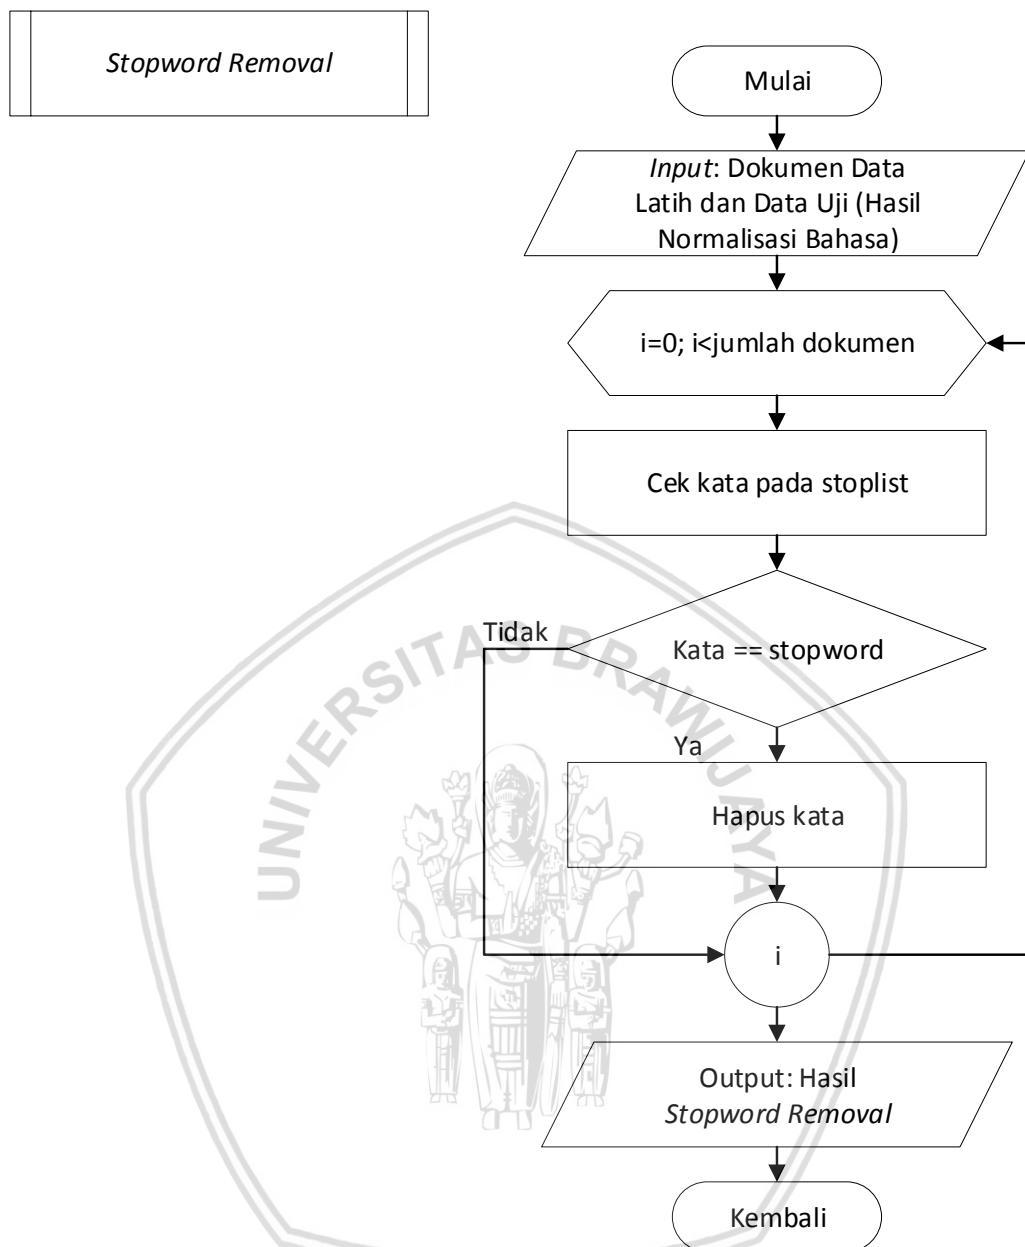 Stopword Removal
Mulai
Input: Dokumen Data
Latih dan Data Uji (Hasil
Normalisasi Bahasa)
i=0; i<jumlah dokumen
Cek kata pada stoplist
Tidak
Kata == stopword
Ya
Hapus kata
i
Output: Hasil
Stopword Removal
Kembali
UNIVERSITAS BRAWIJAYA